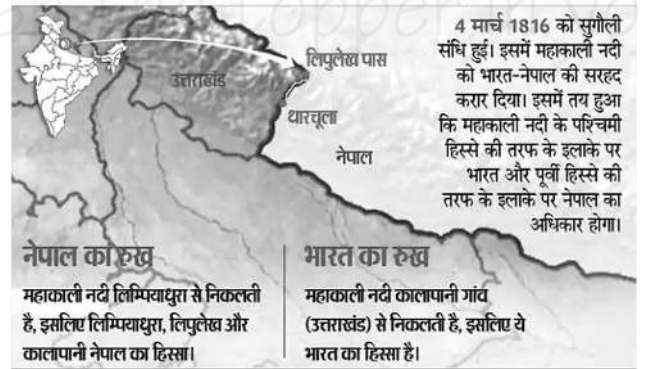 4 मार्च 1816 को सुगौली
संधि हुई। इसमें महाकाली नदी
को भारत-नेपाल की सरहद
करार दिया। इसमें तय हुआ
कि महाकाली नदी के पश्चिमी
हिस्से की तरफ के इलाके पर
भारत और पूर्वी हिस्से की
तरफ के इलाके पर नेपाल का
अधिकार होगा।
लिपुलेख पास
उत्तराखंड
धारचूला
नेपाल
नेपाल का रुख
महाकाली नदी लिम्पियाधुरा से निकलती
है, इसलिए लिम्पियाधुरा, लिपुलेख और
कालापानी नेपाल का हिस्सा।
भारत का रुख
महाकाली नदी कालापानी गांव
(उत्तराखंड) से निकलती है, इसलिए ये
भारत का हिस्सा है।